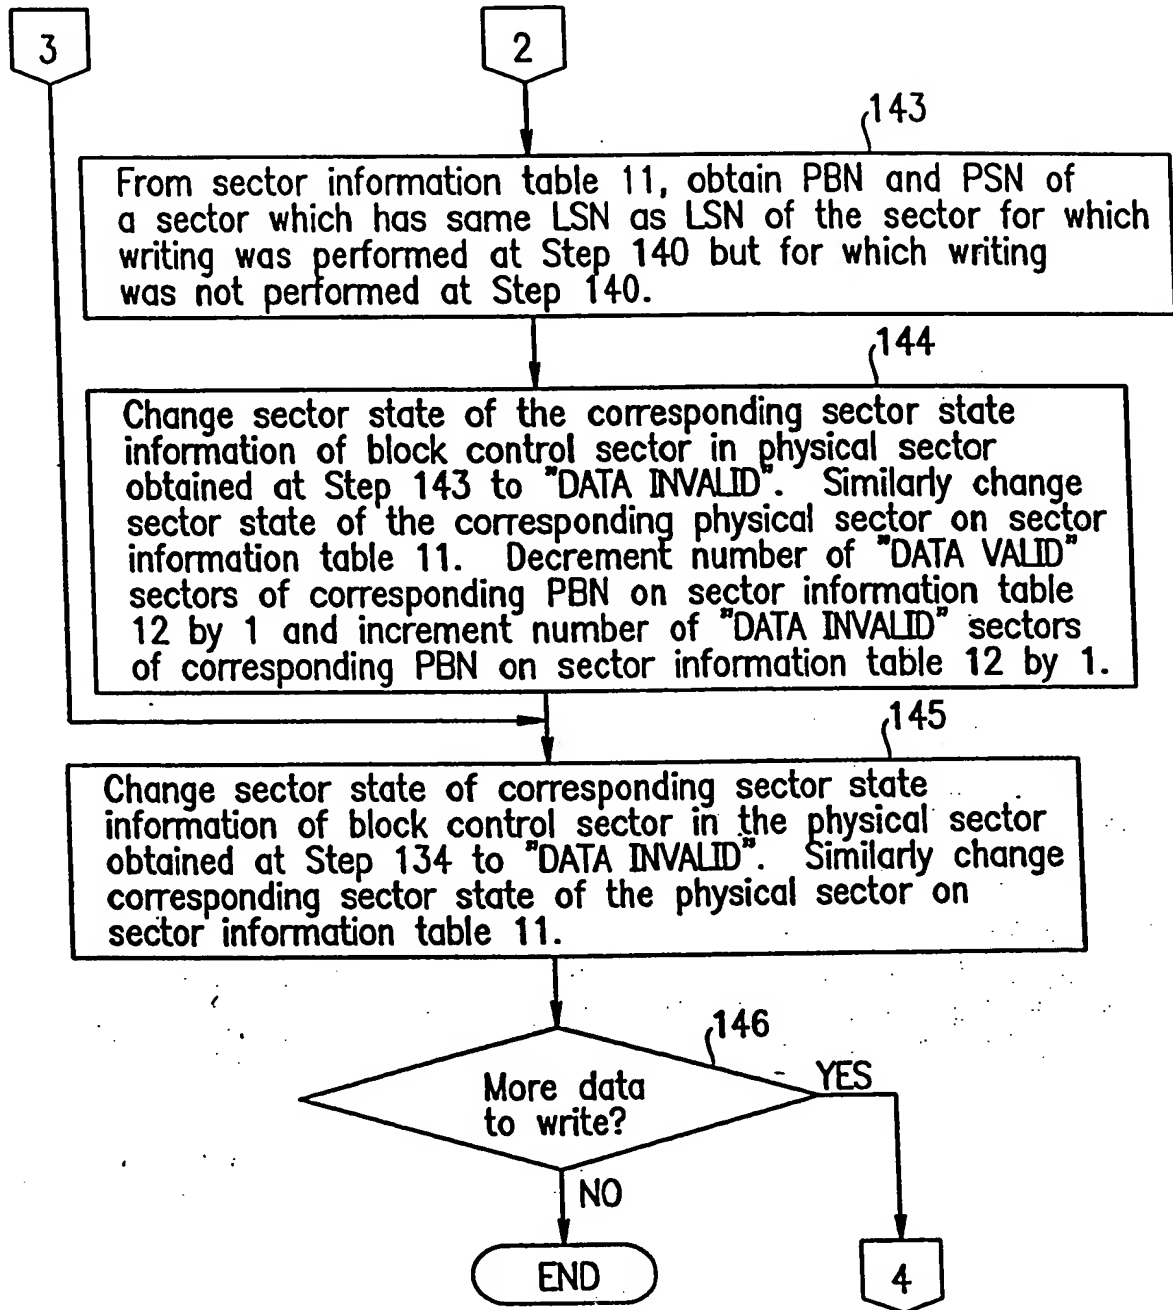 3
2
143
From sector information table 11, obtain PBN and PSN of
a sector which has same LSN as LSN of the sector for which
writing was performed at Step 140 but for which writing
was not performed at Step 140.
144
Change sector state of the corresponding sector state
information of block control sector in physical sector
obtained at Step 143 to "DATA INVALID". Similarly change
sector state of the corresponding physical sector on sector
information table 11. Decrement number of "DATA VALID"
sectors of corresponding PBN on sector information table
12 by 1 and increment number of "DATA INVALID" sectors
of corresponding PBN on sector information table 12 by 1.
145
Change sector state of corresponding sector state
information of block control sector in the physical sector
obtained at Step 134 to "DATA INVALID". Similarly change
corresponding sector state of the physical sector on
sector information table 11.
146
More data
to write?
YES
NO
END
4